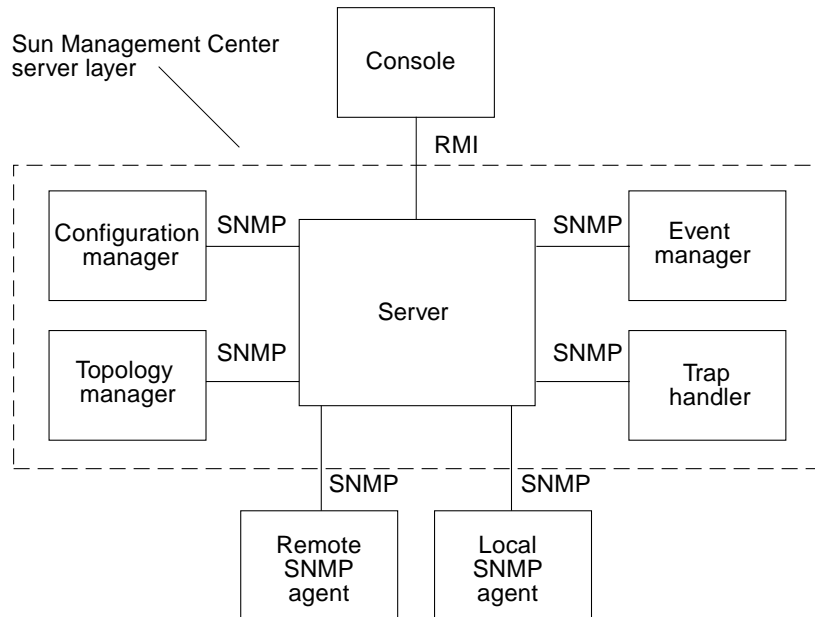 Sun Management Center
server layer
Console
RMI
Configuration
manager
SNMP
Server
SNMP
Event
manager
Topology
manager
SNMP
SNMP
Trap
handler
SNMP
SNMP
Remote
SNMP
agent
Local
SNMP
agent